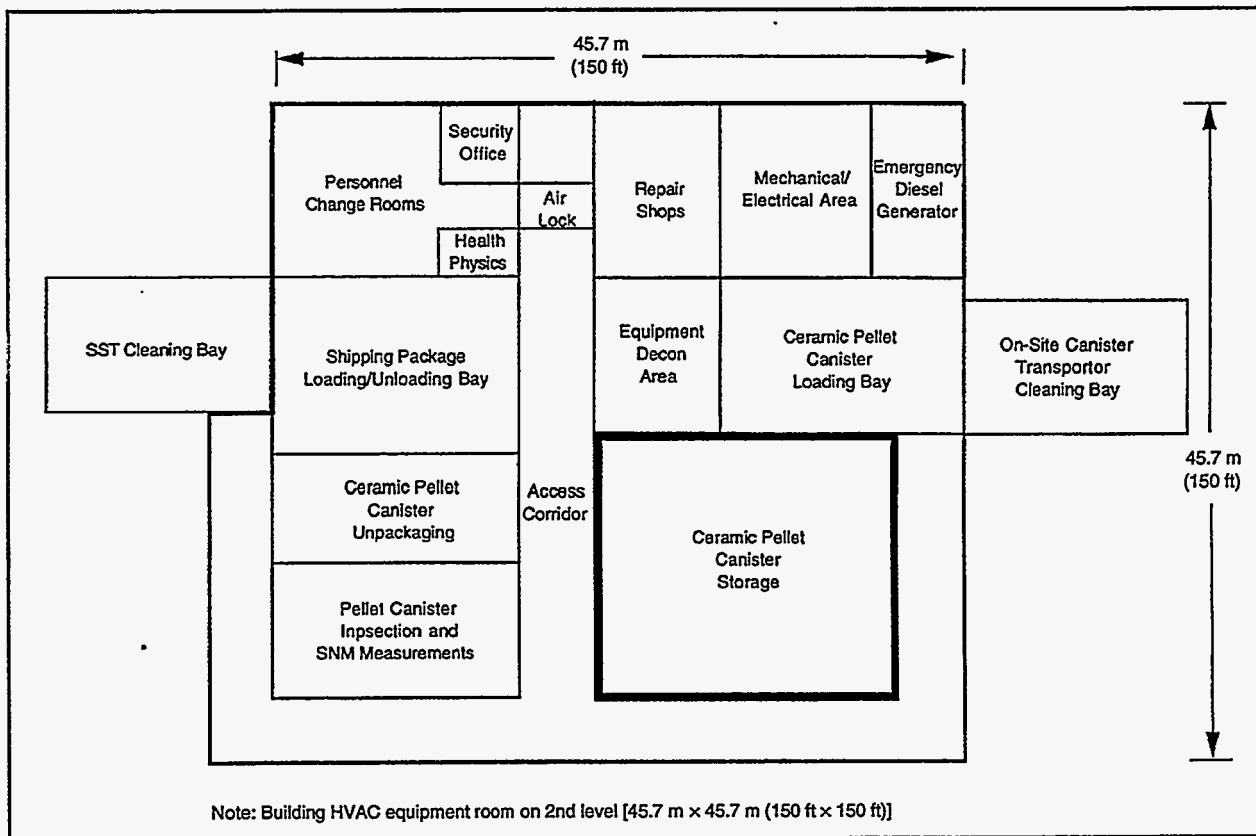 45.7 m
(150 ft)
Security
Office
Personnel
Change Rooms
Air
Lock
Health
Physics
Repair
Shops
Mechanical/
Electrical Area
Emergency
Diesel
Generator
SST Cleaning Bay
Shipping Package
Loading/Unloading Bay
Equipment
Decon
Area
Ceramic Pellet
Canister
Loading Bay
On-Site Canister
Transportor
Cleaning Bay
45.7 m
(150 ft)
Ceramic Pellet
Canister
Unpackaging
Access
Corridor
Ceramic Pellet
Canister
Storage
Pellet Canister
Inpsection and
SNM Measurements
Note: Building HVAC equipment room on 2nd level [45.7 m × 45.7 m (150 ft × 150 ft)]